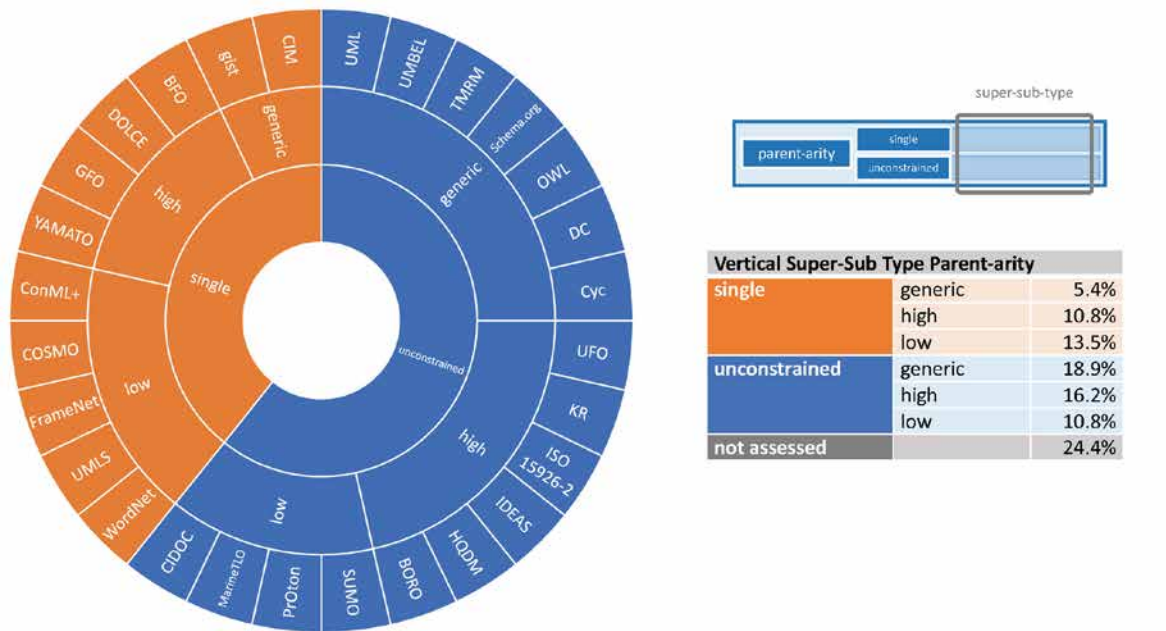 single
generic
high
low
CIM
gist
BFO
DOLCE
GFO
YAMATO
ConML+
COSMO
FrameNet
UMLS
WordNet
unconstrained
generic
high
low
UML
UMBEL
TMRM
Schema.org
OWL
DC
Cyc
UFO
KR
ISO
15926-2
IDEAS
HQDM
BORO
SUMO
PrOton
MarineTLO
CIDOC
super-sub-type
parent-arity
single
unconstrained
Vertical Super-Sub Type Parent-arity
single generic 5.4%
high 10.8%
low 13.5%
unconstrained generic 18.9%
high 16.2%
low 10.8%
not assessed 24.4%